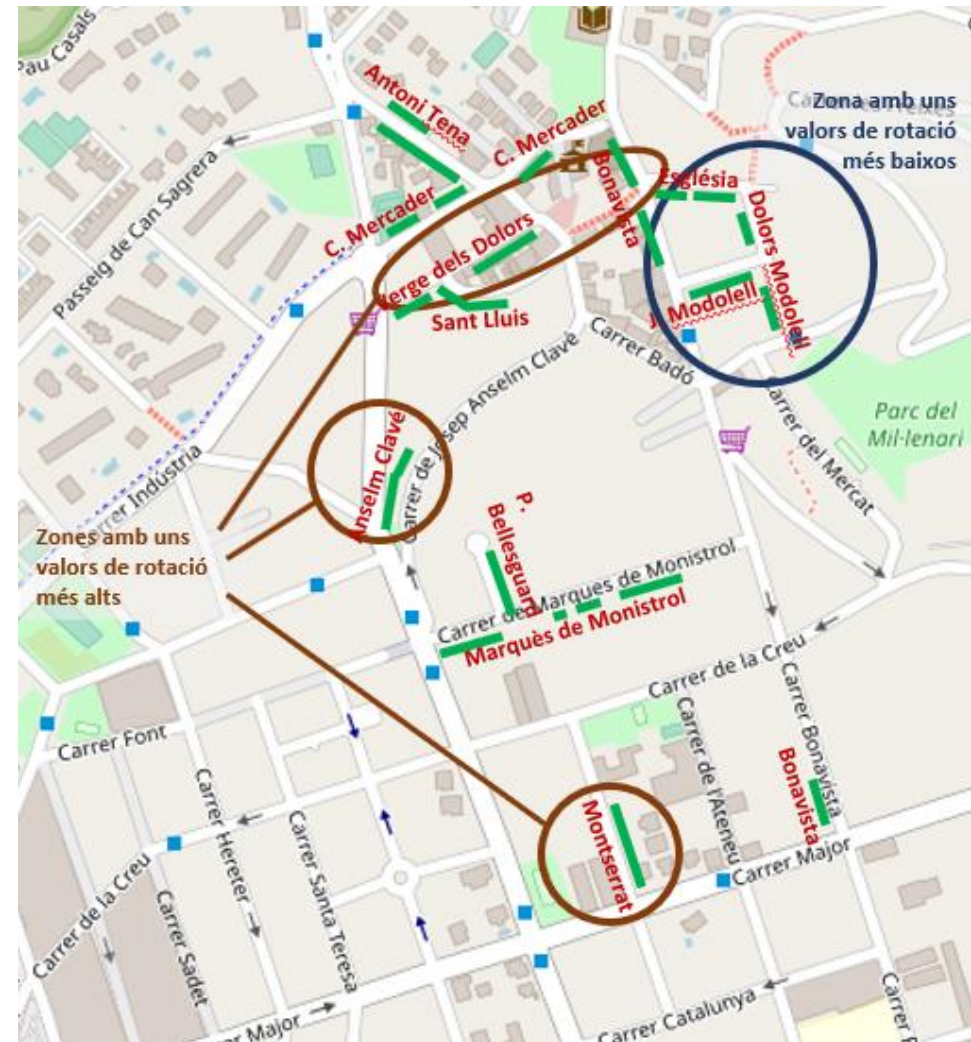 Pau Casals
Antoni Tena
C. Mercader
Zona amb uns
valors de rotació
més baixos
Passeig de Can Sagrera
C. Mercader
Bonavista
Església
Dolors Modolell
Verge dels Dolors
J. Modolell
Sant Lluis
Carrer Badó
Carrer de Josep Anselm Clavé
Anselm Clavé
Carrer del Mercat
Parc del
Mil·lenari
Carrer Indústria
Zones amb uns
valors de rotació
més alts
P.
Bellesguard
Carrer de Marquès de Monistrol
Marquès de Monistrol
Carrer de la Creu
Carrer Bonavista
Carrer Font
Carrer Hereter
Carrer Santa Teresa
Carrer de l'Ateneu
Bonavista
Montserrat
Carrer Major
Carrer de la Creu
Carrer Sadet
Major
Carrer Catalunya
Carrer